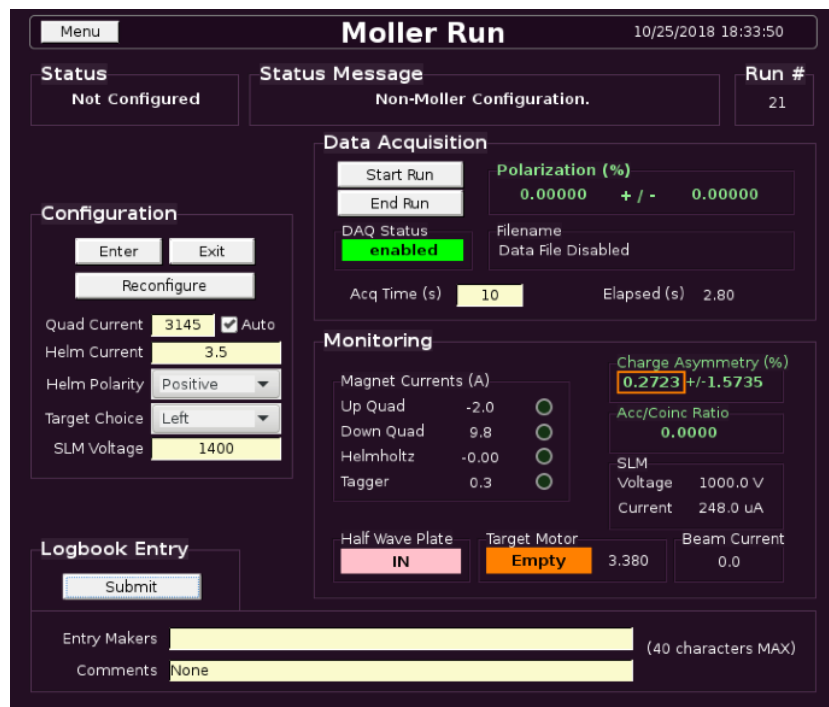 Menu
Moller Run
10/25/2018 18:33:50
Status
Not Configured
Status Message
Non-Moller Configuration.
Run #
21
Data Acquisition
Start Run
End Run
Polarization (%)
0.00000 + / - 0.00000
DAQ Status
enabled
Filename
Data File Disabled
Acq Time (s) 10
Elapsed (s) 2.80
Configuration
Enter
Exit
Reconfigure
Quad Current 3145 Auto
Helm Current 3.5
Helm Polarity Positive
Target Choice Left
SLM Voltage 1400
Monitoring
Magnet Currents (A)
Up Quad -2.0
Down Quad 9.8
Helmholtz -0.00
Tagger 0.3
Charge Asymmetry (%)
0.2723 +/-1.5735
Acc/Coinc Ratio
0.0000
SLM
Voltage 1000.0 V
Current 248.0 uA
Half Wave Plate
IN
Target Motor
Empty 3.380
Beam Current
0.0
Logbook Entry
Submit
Entry Makers
(40 characters MAX)
Comments None